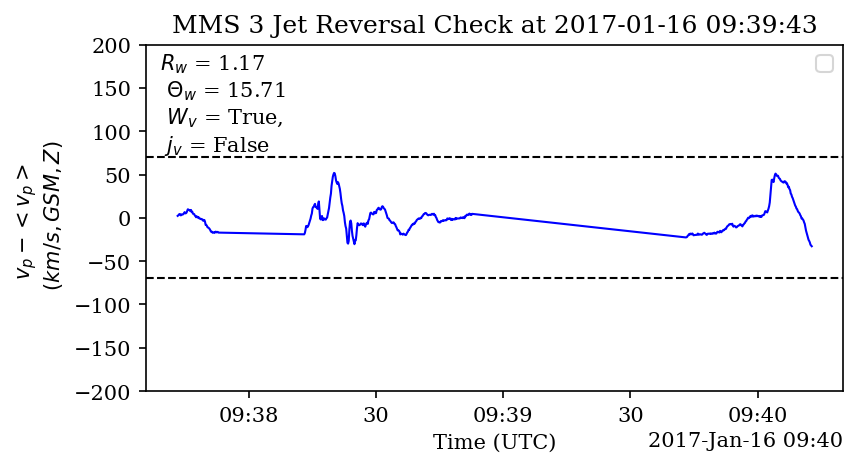 MMS 3 Jet Reversal Check at 2017-01-16 09:39:43
200
150
100
50
0
−50
−100
−150
−200
v_p − < v_p >
(km/s, GSM, Z)
R_w = 1.17
Θ_w = 15.71
W_v = True,
j_v = False
09:38 30 09:39 30 09:40
Time (UTC)
2017-Jan-16 09:40